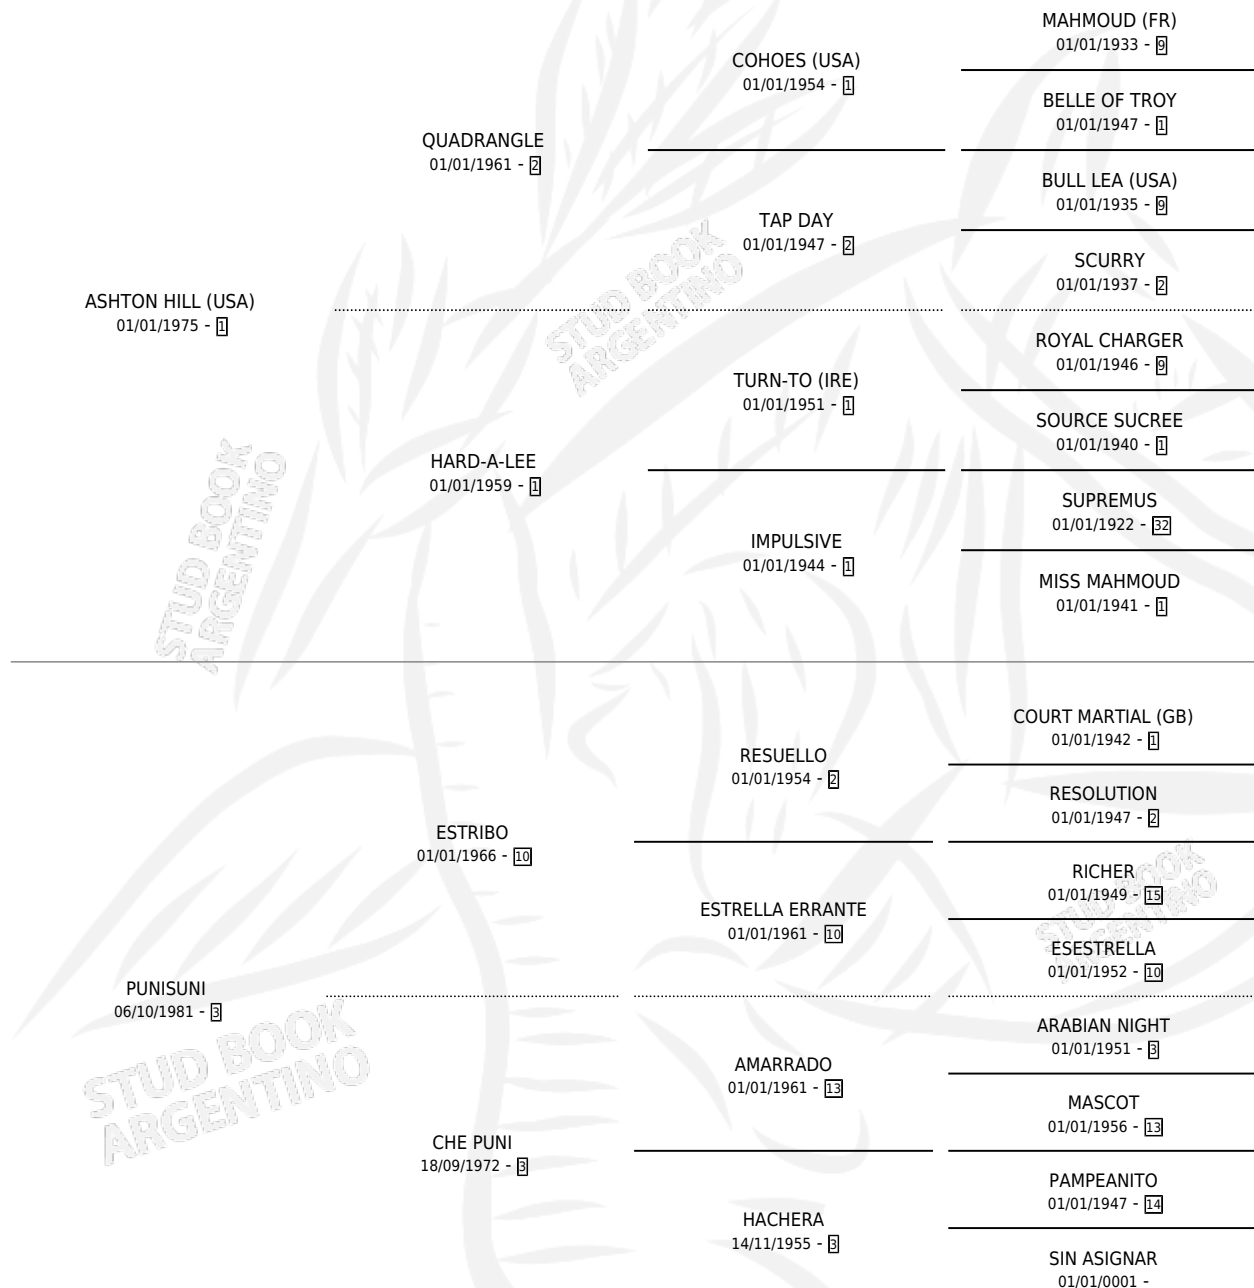 MAHMOUD (FR)
01/01/1933 - 9
COHOES (USA)
01/01/1954 - 1
BELLE OF TROY
01/01/1947 - 1
QUADRANGLE
01/01/1961 - 2
BULL LEA (USA)
01/01/1935 - 9
TAP DAY
01/01/1947 - 2
SCURRY
01/01/1937 - 2
ASHTON HILL (USA)
01/01/1975 - 1
STUD BOOK
ARGENTINO
ROYAL CHARGER
01/01/1946 - 9
TURN-TO (IRE)
01/01/1951 - 1
SOURCE SUCREE
01/01/1940 - 1
HARD-A-LEE
01/01/1959 - 1
SUPREMUS
01/01/1922 - 32
IMPULSIVE
01/01/1944 - 1
MISS MAHMOUD
01/01/1941 - 1
STUD BOOK
ARGENTINO
COURT MARTIAL (GB)
01/01/1942 - 1
RESUELLO
01/01/1954 - 2
RESOLUTION
01/01/1947 - 2
ESTRIBO
01/01/1966 - 10
RICHER
01/01/1949 - 15
ESTRELLA ERRANTE
01/01/1961 - 10
ESESTRELLA
01/01/1952 - 10
STUD BOOK
ARGENTINO
PUNISUNI
06/10/1981 - 3
ARABIAN NIGHT
01/01/1951 - 3
AMARRADO
01/01/1961 - 13
MASCOT
01/01/1956 - 13
STUD BOOK
ARGENTINO
CHE PUNI
18/09/1972 - 3
PAMPEANITO
01/01/1947 - 14
HACHERA
14/11/1955 - 3
SIN ASIGNAR
01/01/0001 -